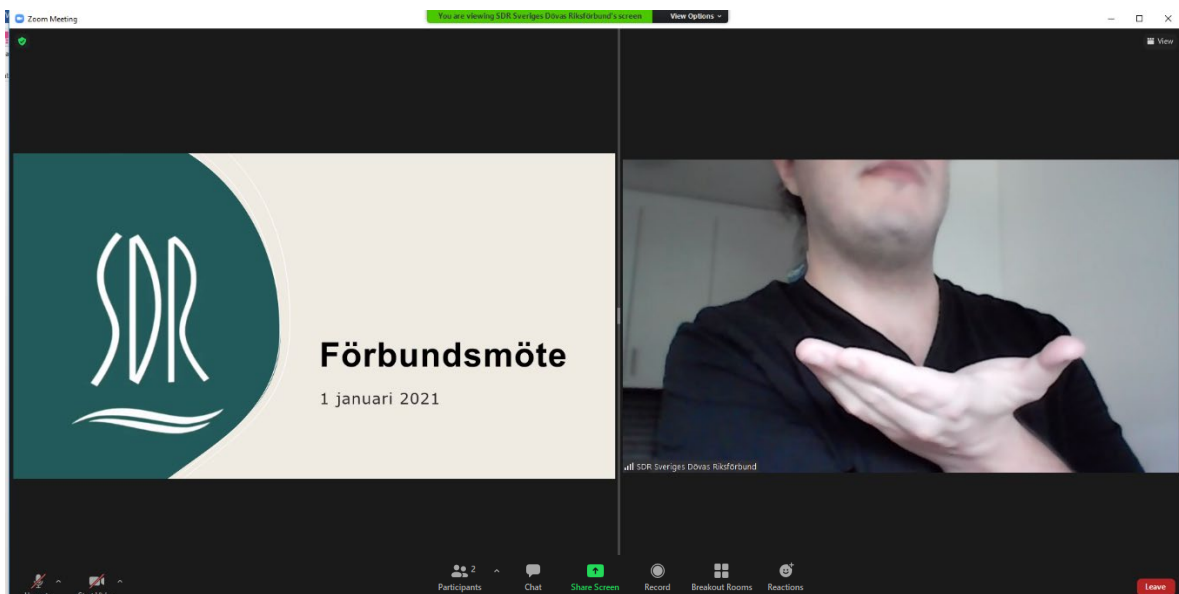 Zoom Meeting
You are viewing SDR Sveriges Dövas Riksförbund's screen
View Options
View
SDR
Förbundsmöte
1 januari 2021
SDR Sveriges Dövas Riksförbund
2
Participants
Chat
Share Screen
Record
Breakout Rooms
Reactions
Leave